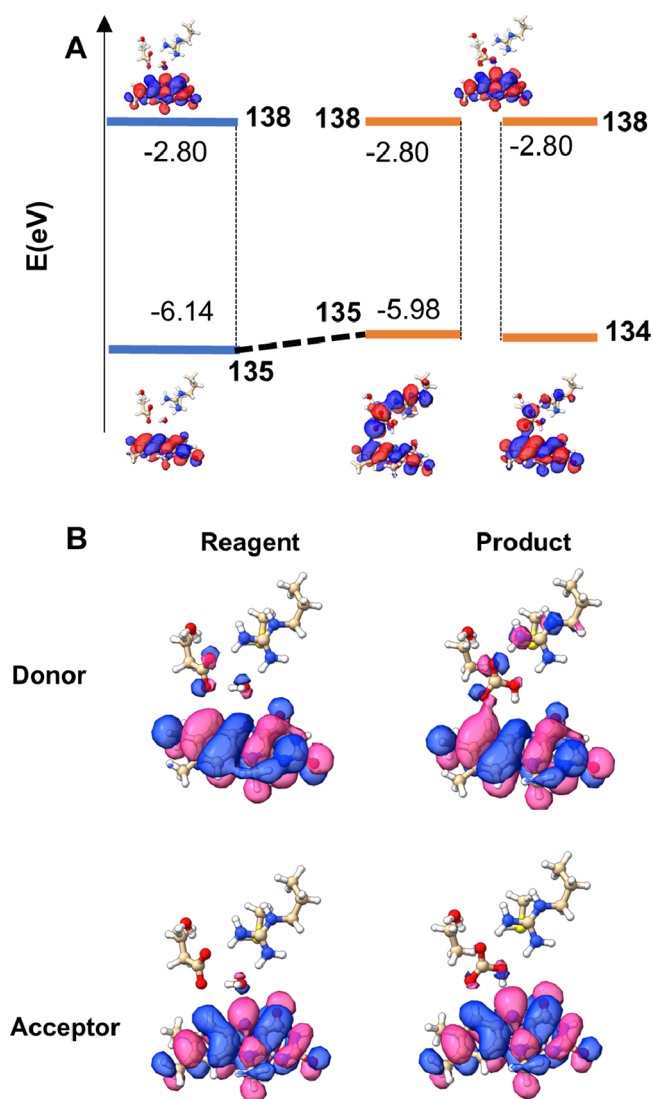 A
E(eV)
138 138 138
-2.80 -2.80 -2.80
-6.14 135 -5.98 134
135
B
Reagent Product
Donor
Acceptor